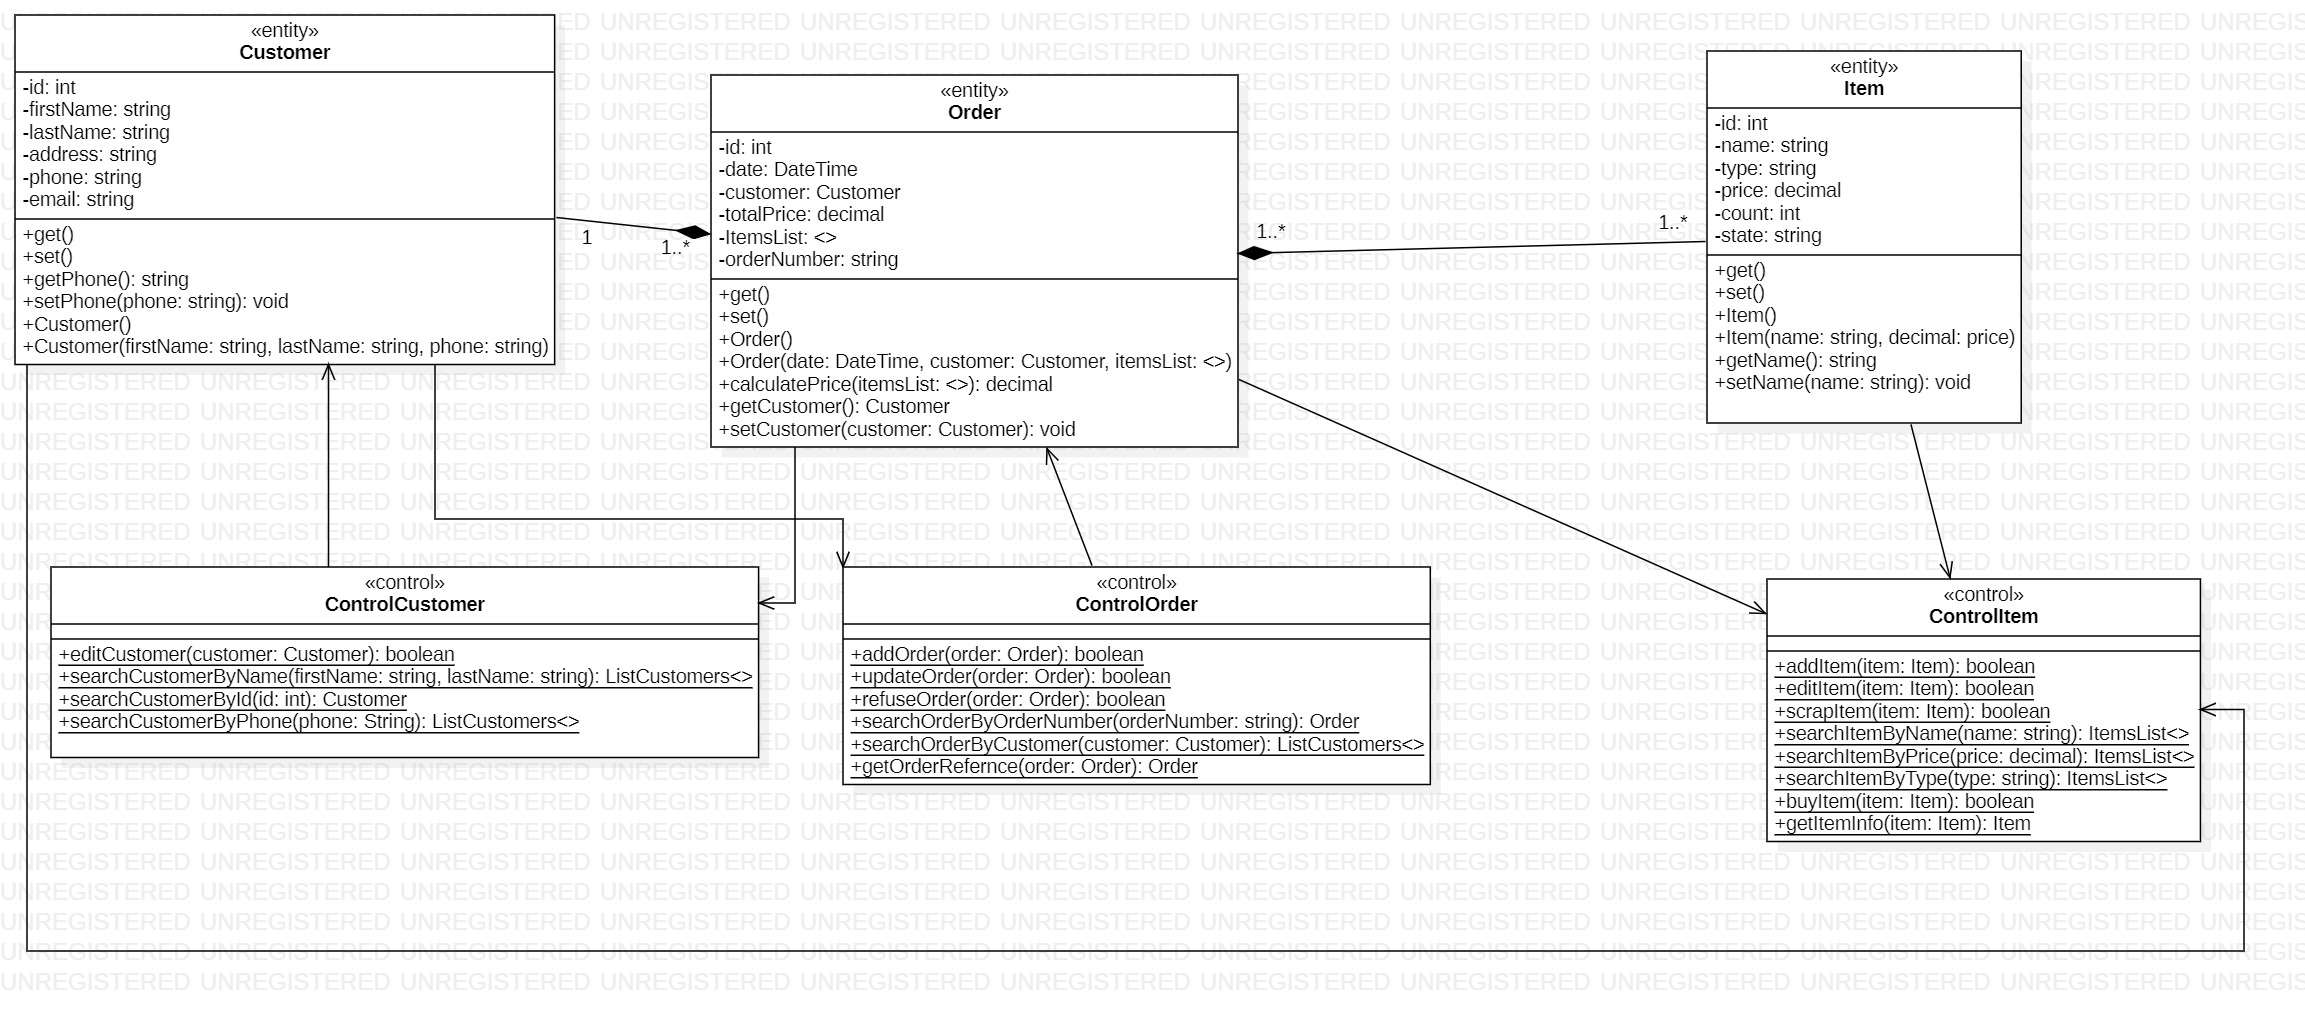 «entity»
Customer
-id: int
-firstName: string
-lastName: string
-address: string
-phone: string
-email: string
+get()
+set()
+getPhone(): string
+setPhone(phone: string): void
+Customer()
+Customer(firstName: string, lastName: string, phone: string)
1
1..*
«entity»
Order
-id: int
-date: DateTime
-customer: Customer
-totalPrice: decimal
-ItemsList: <>
-orderNumber: string
+get()
+set()
+Order()
+Order(date: DateTime, customer: Customer, itemsList: <>)
+calculatePrice(itemsList: <>): decimal
+getCustomer(): Customer
+setCustomer(customer: Customer): void
1..*
1..*
«entity»
Item
-id: int
-name: string
-type: string
-price: decimal
-count: int
-state: string
+get()
+set()
+Item()
+Item(name: string, decimal: price)
+getName(): string
+setName(name: string): void
«control»
ControlCustomer
+editCustomer(customer: Customer): boolean
+searchCustomerByName(firstName: string, lastName: string): ListCustomers<>
+searchCustomerById(id: int): Customer
+searchCustomerByPhone(phone: String): ListCustomers<>
«control»
ControlOrder
+addOrder(order: Order): boolean
+updateOrder(order: Order): boolean
+refuseOrder(order: Order): boolean
+searchOrderByOrderNumber(orderNumber: string): Order
+searchOrderByCustomer(customer: Customer): ListCustomers<>
+getOrderRefernce(order: Order): Order
«control»
ControlItem
+addItem(item: Item): boolean
+editItem(item: Item): boolean
+scrapItem(item: Item): boolean
+searchItemByName(name: string): ItemsList<>
+searchItemByPrice(price: decimal): ItemsList<>
+searchItemByType(type: string): ItemsList<>
+buyItem(item: Item): boolean
+getItemInfo(item: Item): Item
UNREGISTERED